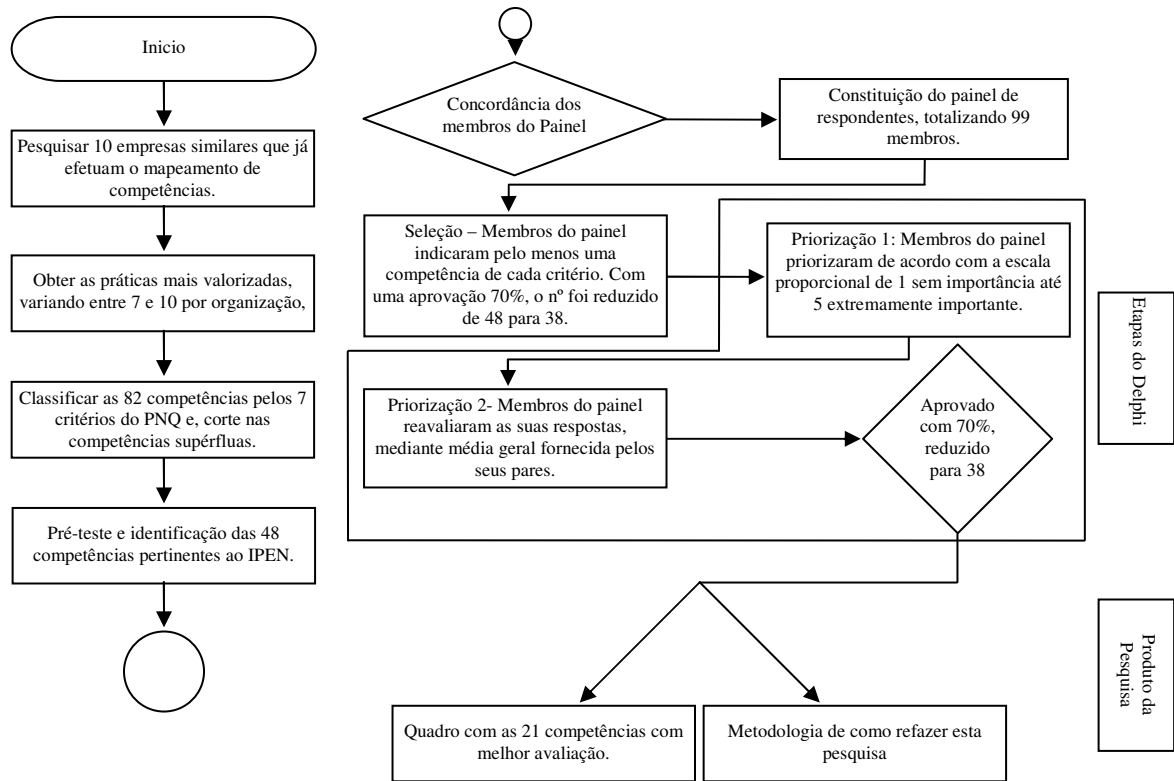 Inicio
Pesquisar 10 empresas similares que já
efetuam o mapeamento de
competências.
Obter as práticas mais valorizadas,
variando entre 7 e 10 por organização,
Classificar as 82 competências pelos 7
critérios do PNQ e, corte nas
competências supérfluas.
Pré-teste e identificação das 48
competências pertinentes ao IPEN.
Concordância dos
membros do Painel
Constituição do painel de
respondentes, totalizando 99
membros.
Seleção – Membros do painel
indicaram pelo menos uma
competência de cada critério. Com
uma aprovação 70%, o nº foi reduzido
de 48 para 38.
Priorização 1: Membros do painel
priorizaram de acordo com a escala
proporcional de 1 sem importância até
5 extremamente importante.
Priorização 2- Membros do painel
reavaliaram as suas respostas,
mediante média geral fornecida pelos
seus pares.
Aprovado
com 70%,
reduzido
para 38
Etapas do Delphi
Quadro com as 21 competências com
melhor avaliação.
Metodologia de como refazer esta
pesquisa
Produto da
Pesquisa